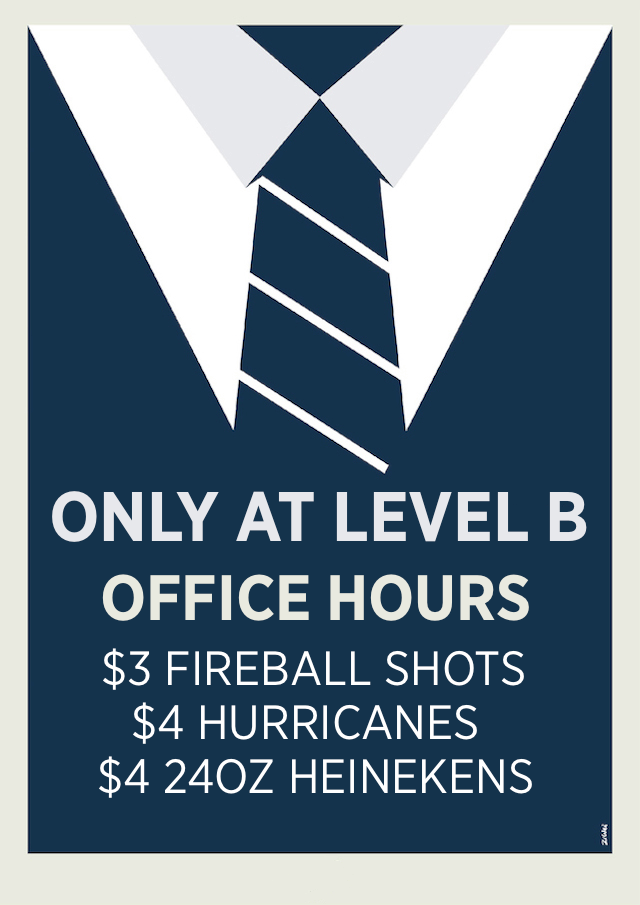 ONLY AT LEVEL B
OFFICE HOURS
$3 FIREBALL SHOTS
$4 HURRICANES
$4 24OZ HEINEKENS